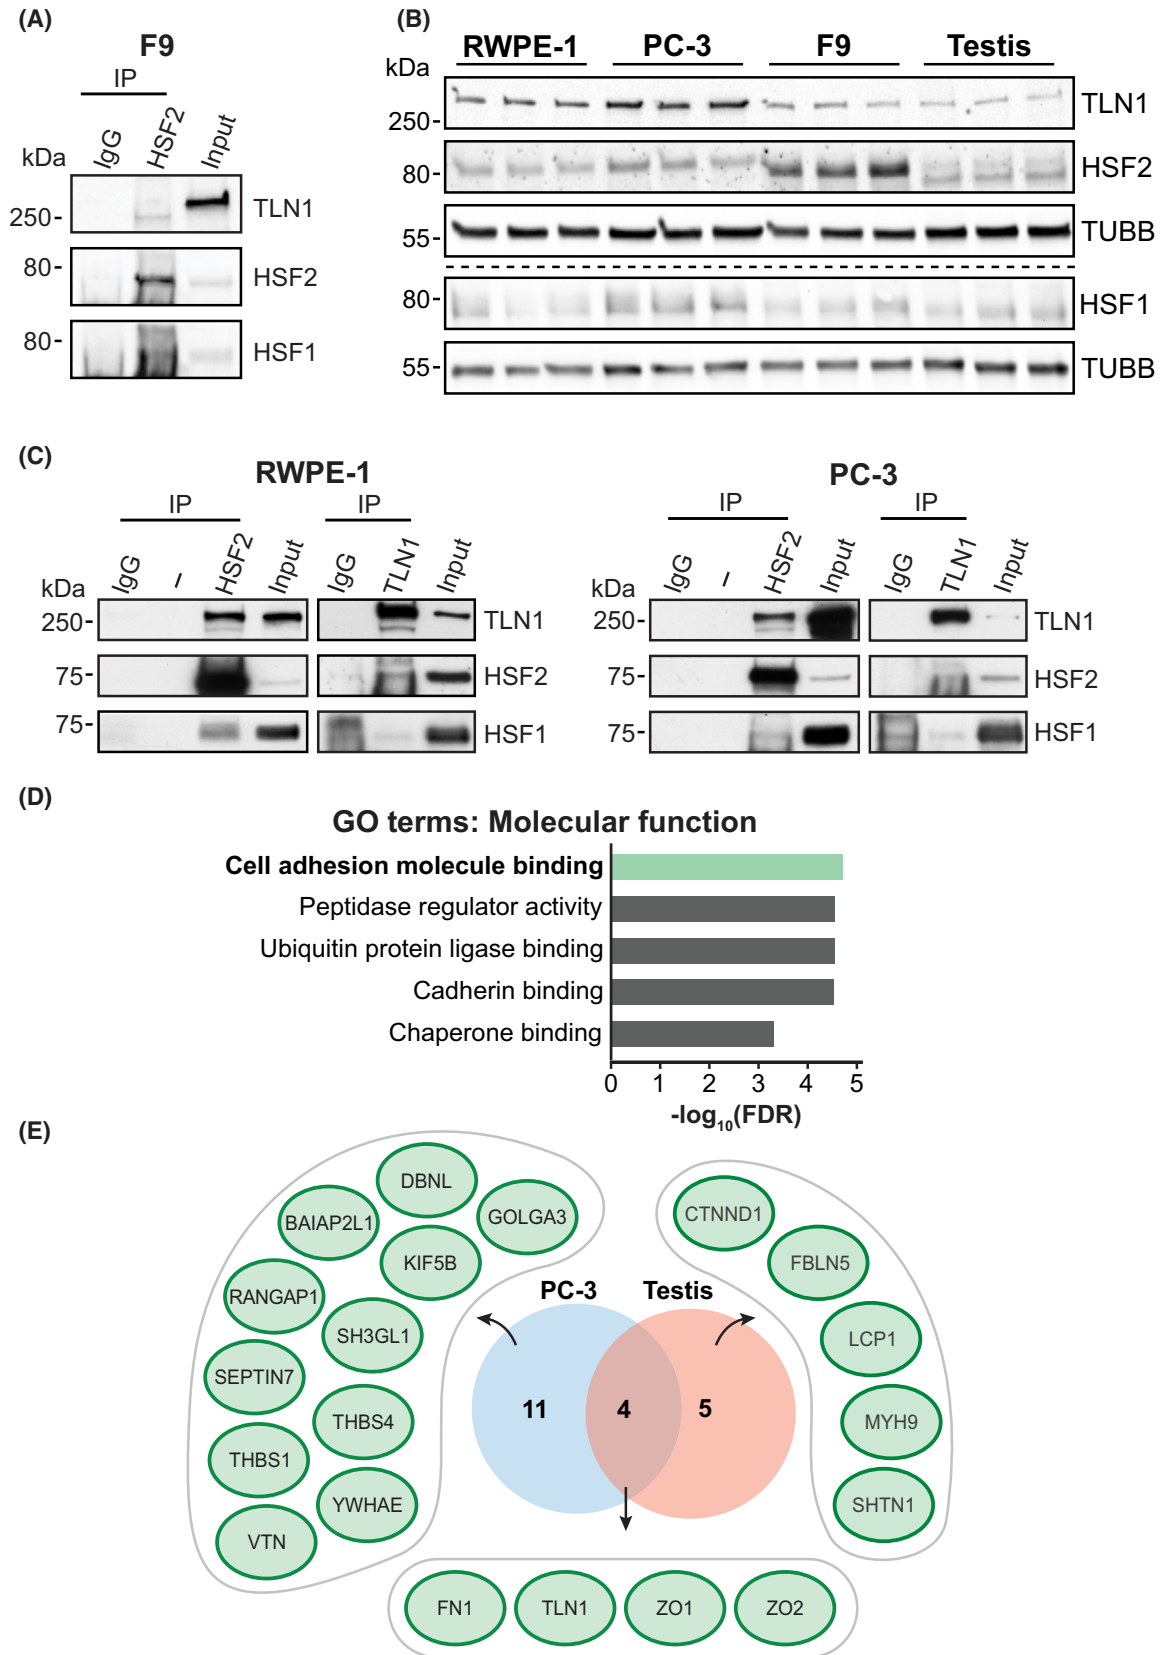 (A)
F9
IP
kDa
IgG
HSF2
Input
250-
TLN1
80-
HSF2
80-
HSF1
(B)
RWPE-1 PC-3 F9 Testis
kDa
250-
TLN1
80-
HSF2
55-
TUBB
80-
HSF1
55-
TUBB
(C)
RWPE-1
IP IP
kDa
IgG
-
HSF2
Input
IgG
TLN1
Input
250-
TLN1
75-
HSF2
75-
HSF1
PC-3
IP IP
kDa
IgG
-
HSF2
Input
IgG
TLN1
Input
250-
TLN1
75-
HSF2
75-
HSF1
(D)
GO terms: Molecular function
Cell adhesion molecule binding
Peptidase regulator activity
Ubiquitin protein ligase binding
Cadherin binding
Chaperone binding
0 1 2 3 4 5
-log10(FDR)
(E)
DBNL
BAIAP2L1
GOLGA3
KIF5B
RANGAP1
SH3GL1
SEPTIN7
THBS4
THBS1
YWHAE
VTN
PC-3 Testis
11 4 5
CTNND1
FBLN5
LCP1
MYH9
SHTN1
FN1 TLN1 ZO1 ZO2